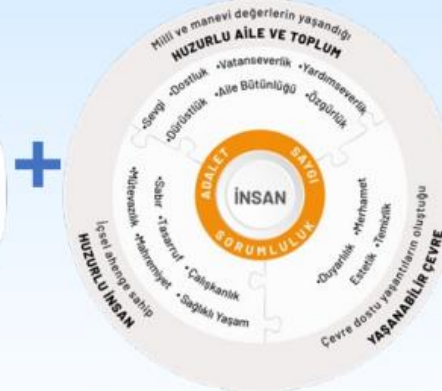 Milli ve manevi değerlerin yaşandığı
HUZURLU AİLE VE TOPLUM
•Sevgi •Dostluk •Vatanseverlik •Yardımseverlik
•Dürüstlük •Aile Bütünlüğü •Özgürlük
ADALET
SAYGI
SORUMLULUK
İNSAN
•Mütevazılık •Sabır •Tasarruf •Çalışkanlık
•Mahremiyet •Sağlıklı Yaşam
İçsel ahenge sahip
HUZURLU İNSAN
•Duyarlılık •Merhamet
Estetik •Temizlik
Çevre dostu yaşantıların oluştuğu
YAŞANABİLİR ÇEVRE